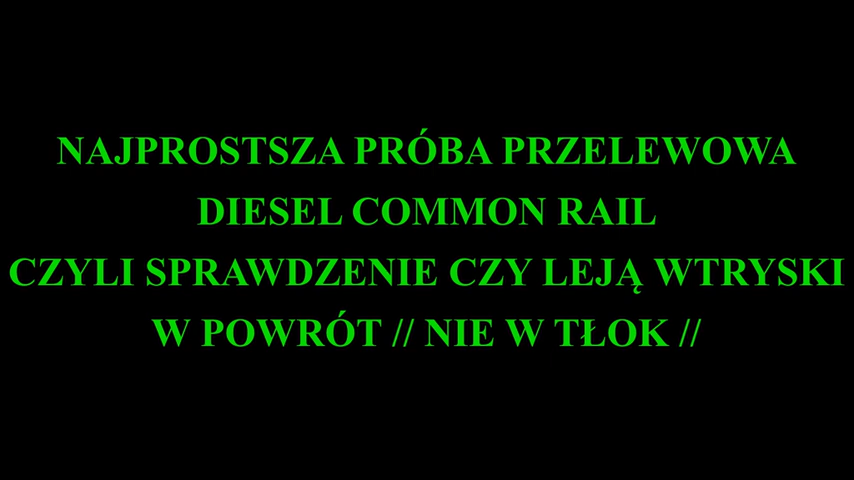 NAJPROSTSZA PRÓBA PRZELEWOWA
DIESEL COMMON RAIL
CZYLI SPRAWDZENIE CZY LEJĄ WTRYSKI
W POWRÓT // NIE W TŁOK //